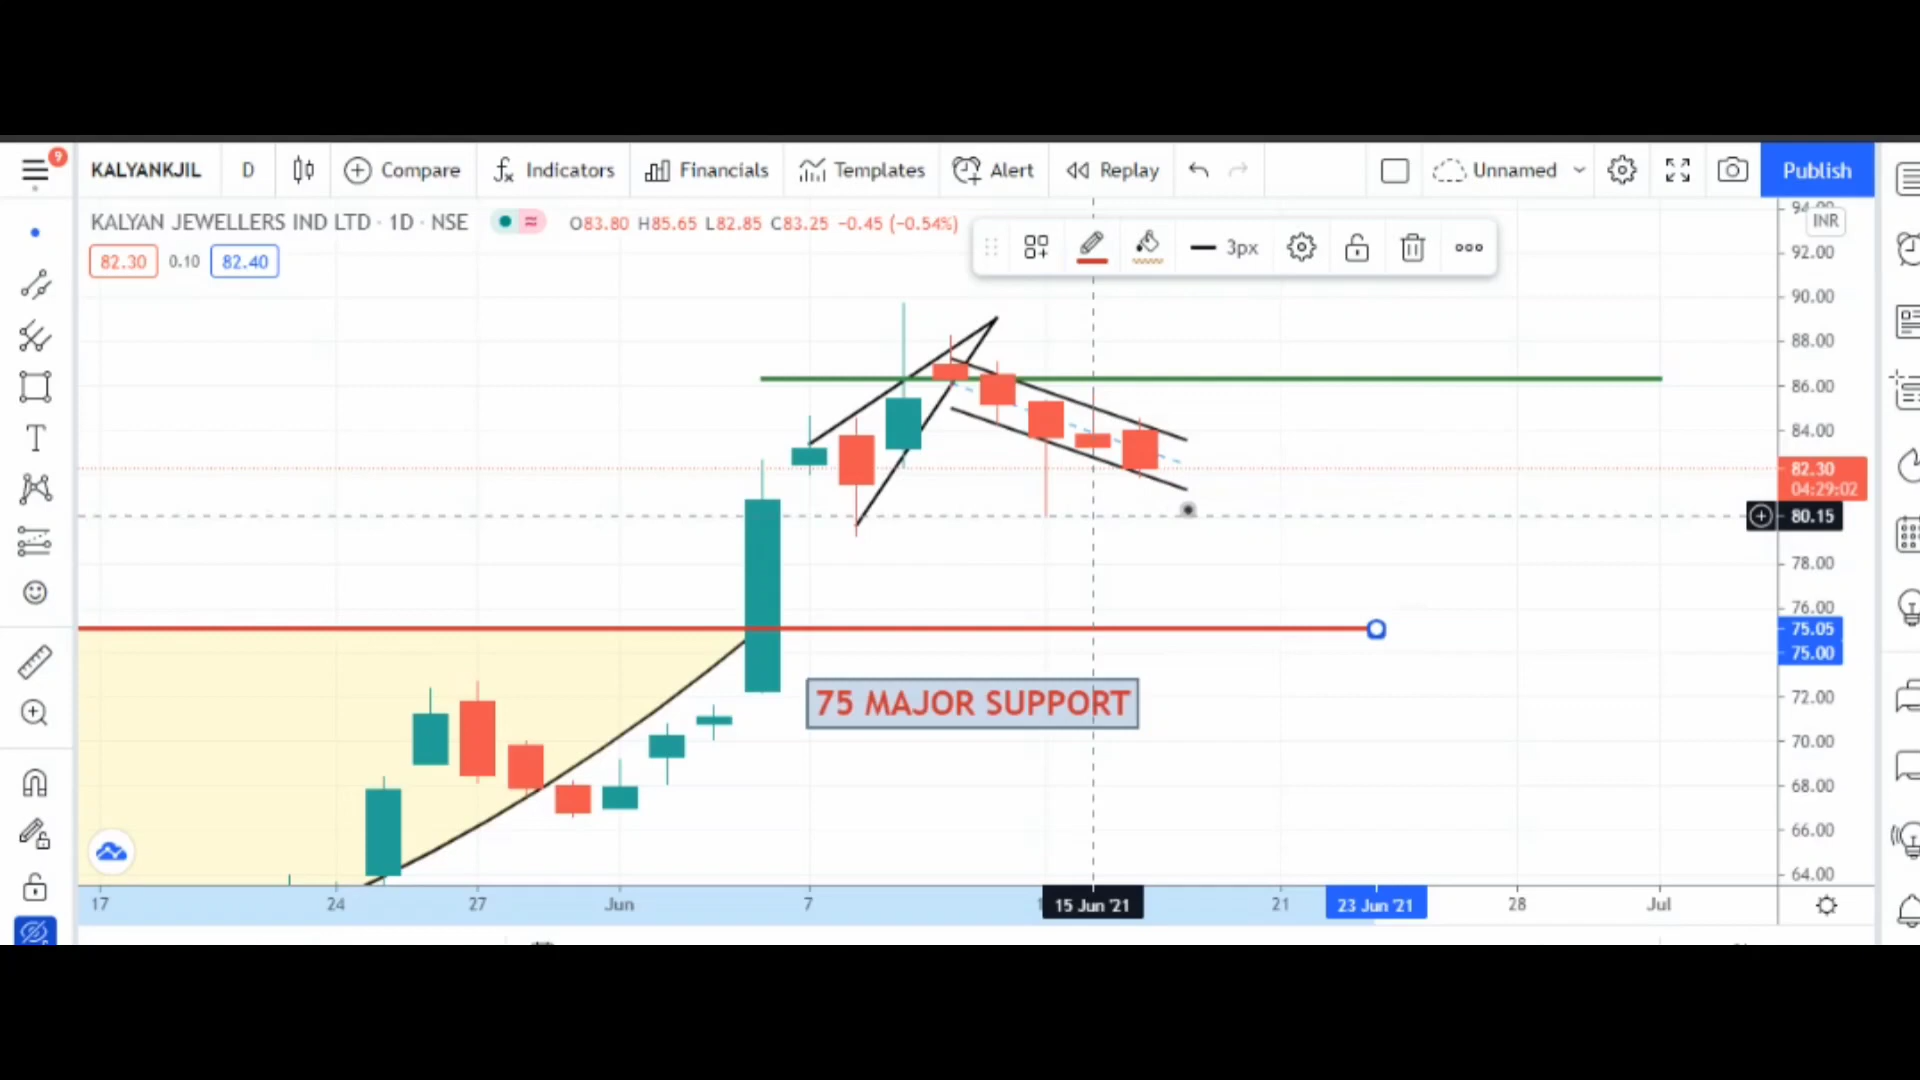 9
KALYANKJIL D Compare Indicators Financials Templates Alert Replay Unnamed Publish
KALYAN JEWELLERS IND LTD · 1D · NSE O83.80 H85.65 L82.85 C83.25 −0.45 (−0.54%)
82.30 0.10 82.40
3px
INR
94.00
92.00
90.00
88.00
86.00
84.00
82.30
04:29:02
80.15
78.00
76.00
75.05
75.00
72.00
70.00
68.00
66.00
64.00
75 MAJOR SUPPORT
17 24 27 Jun 7 15 Jun '21 21 23 Jun '21 28 Jul